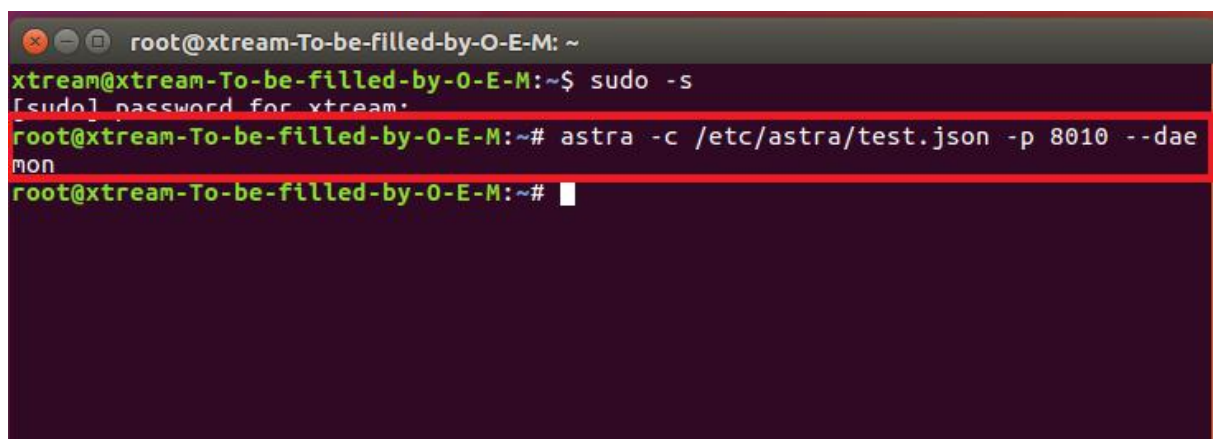 root@xtream-To-be-filled-by-O-E-M: ~
xtream@xtream-To-be-filled-by-O-E-M:~$ sudo -s
[sudo] password for xtream:
root@xtream-To-be-filled-by-O-E-M:~# astra -c /etc/astra/test.json -p 8010 --dae
mon
root@xtream-To-be-filled-by-O-E-M:~#